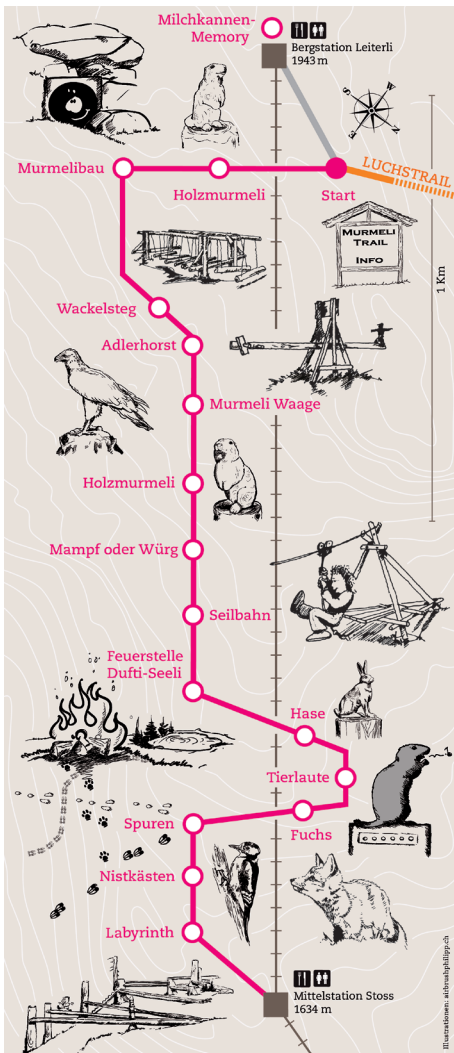 Milchkannen-
Memory
Bergstation Leiterli
1943 m
S
W
E
N
LUCHSTRAIL
Murmelibau
Holzmurmeli
Start
MURMELI
TRAIL
INFO
1 Km
Wackelsteg
Adlerhorst
Murmeli Waage
Holzmurmeli
Mampf oder Würg
Seilbahn
Feuerstelle
Dufti-Seeli
Hase
Tierlaute
Fuchs
Spuren
Nistkästen
Labyrinth
Mittelstation Stoss
1634 m
Illustrationen: airbrushphilipp.ch